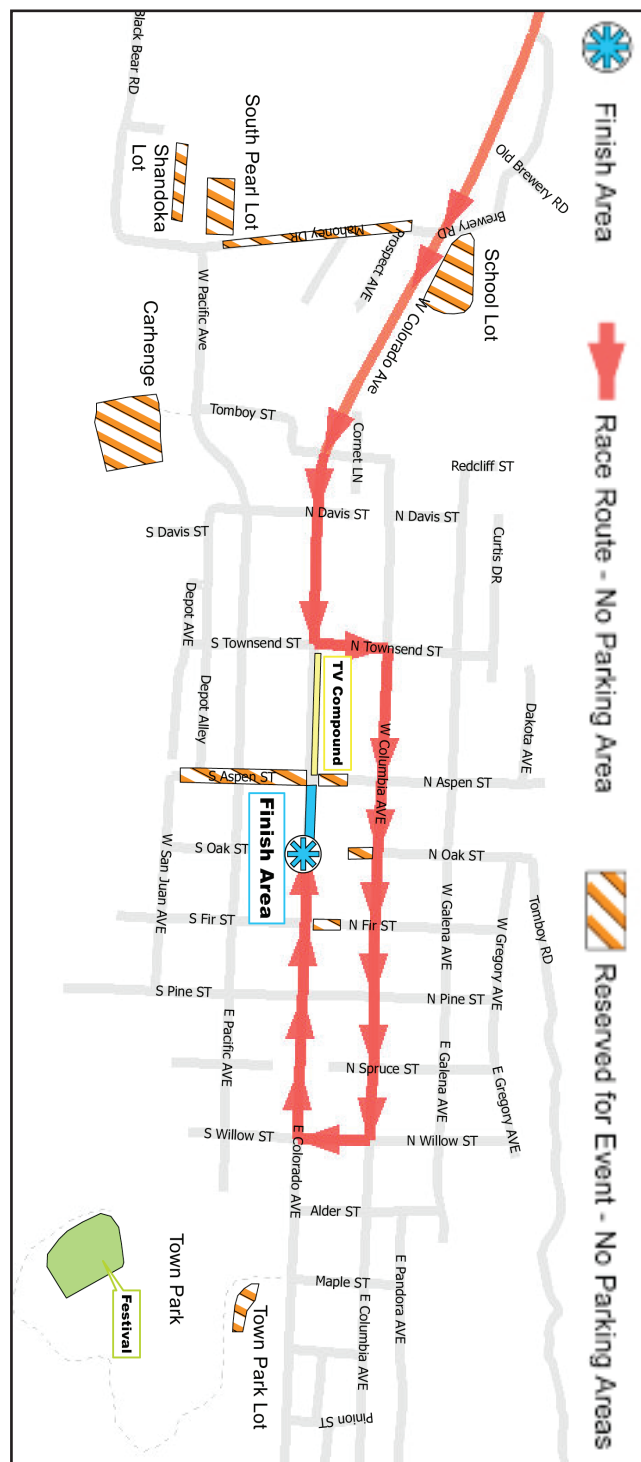 Finish Area
Race Route - No Parking Area
Reserved for Event - No Parking Areas
Black Bear RD
Shandoka
Lot
South Pearl Lot
Old Brewery RD
Brewery RD
School Lot
Mahoney DR
Prospect AVE
W Colorado Ave
W Pacific Ave
Carhenge
Tomboy ST
Cornet LN
Redcliff ST
N Davis ST
N Davis ST
S Davis ST
Curtis DR
Depot AVE
S Townsend ST
N Townsend ST
TV Compound
Depot Alley
W Columbia AVE
Dakota AVE
S Aspen ST
N Aspen ST
Finish Area
W San Juan AVE
S Oak ST
N Oak ST
Tomboy RD
S Fir ST
N Fir ST
W Galena AVE
W Gregory AVE
S Pine ST
N Pine ST
E Pacific AVE
N Spruce ST
E Galena AVE
E Gregory AVE
S Willow ST
N Willow ST
E Colorado AVE
Alder ST
E Pandora AVE
Maple ST
E Columbia AVE
Pinion ST
Town Park
Festival
Town Park Lot